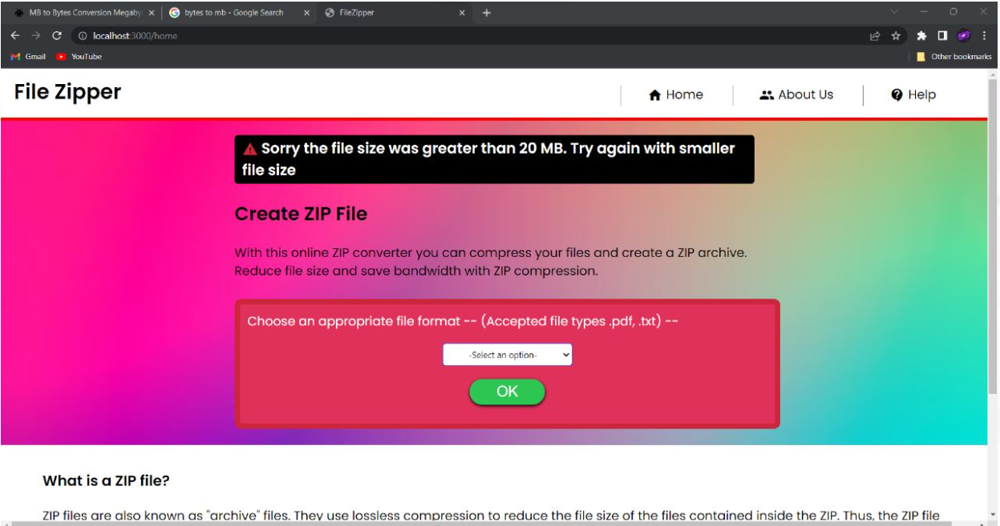 MB to Bytes Conversion Megaby
bytes to mb - Google Search
FileZipper
localhost:3000/home
Gmail
YouTube
Other bookmarks
File Zipper
Home
About Us
Help
Sorry the file size was greater than 20 MB. Try again with smaller
file size
Create ZIP File
With this online ZIP converter you can compress your files and create a ZIP archive.
Reduce file size and save bandwidth with ZIP compression.
Choose an appropriate file format -- (Accepted file types .pdf, .txt) --
-Select an option-
OK
What is a ZIP file?
ZIP files are also known as "archive" files. They use lossless compression to reduce the file size of the files contained inside the ZIP. Thus, the ZIP file